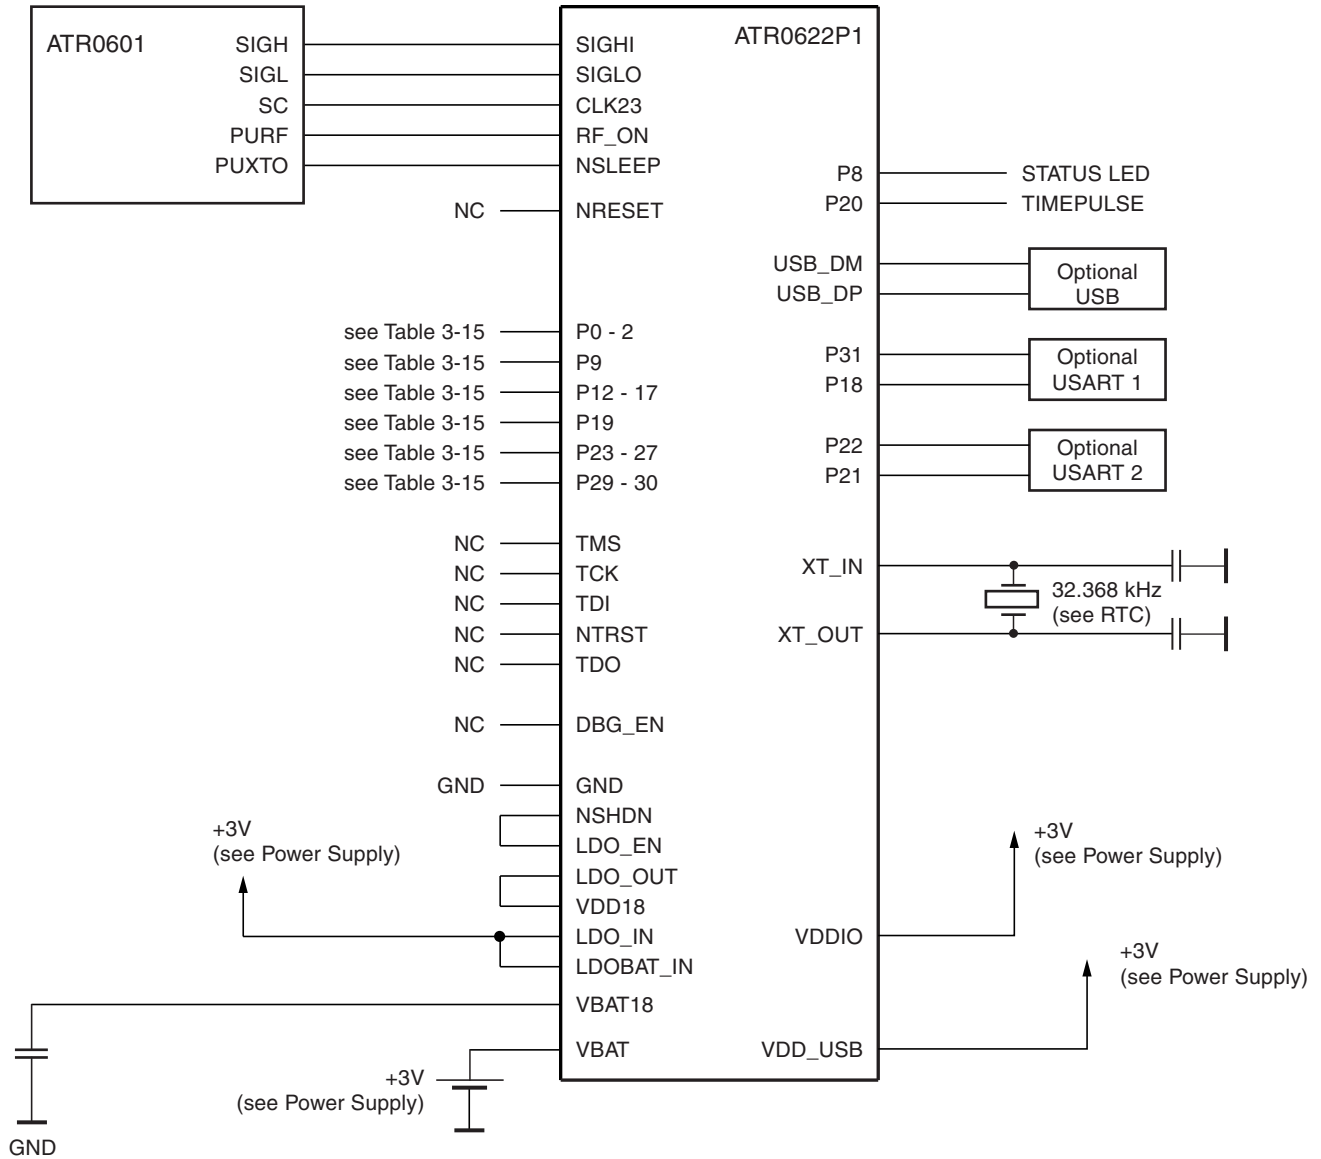 ATR0601
SIGH
SIGL
SC
PURF
PUXTO
ATR0622P1
SIGHI
SIGLO
CLK23
RF_ON
NSLEEP
NC NRESET
see Table 3-15 P0 - 2
see Table 3-15 P9
see Table 3-15 P12 - 17
see Table 3-15 P19
see Table 3-15 P23 - 27
see Table 3-15 P29 - 30
NC TMS
NC TCK
NC TDI
NC NTRST
NC TDO
NC DBG_EN
GND GND
NSHDN
LDO_EN
LDO_OUT
VDD18
LDO_IN
LDOBAT_IN
VBAT18
VBAT
+3V
(see Power Supply)
GND
+3V
(see Power Supply)
P8 STATUS LED
P20 TIMEPULSE
USB_DM
USB_DP
Optional
USB
P31
P18
Optional
USART 1
P22
P21
Optional
USART 2
XT_IN
XT_OUT
32.368 kHz
(see RTC)
VDDIO
+3V
(see Power Supply)
VDD_USB
+3V
(see Power Supply)